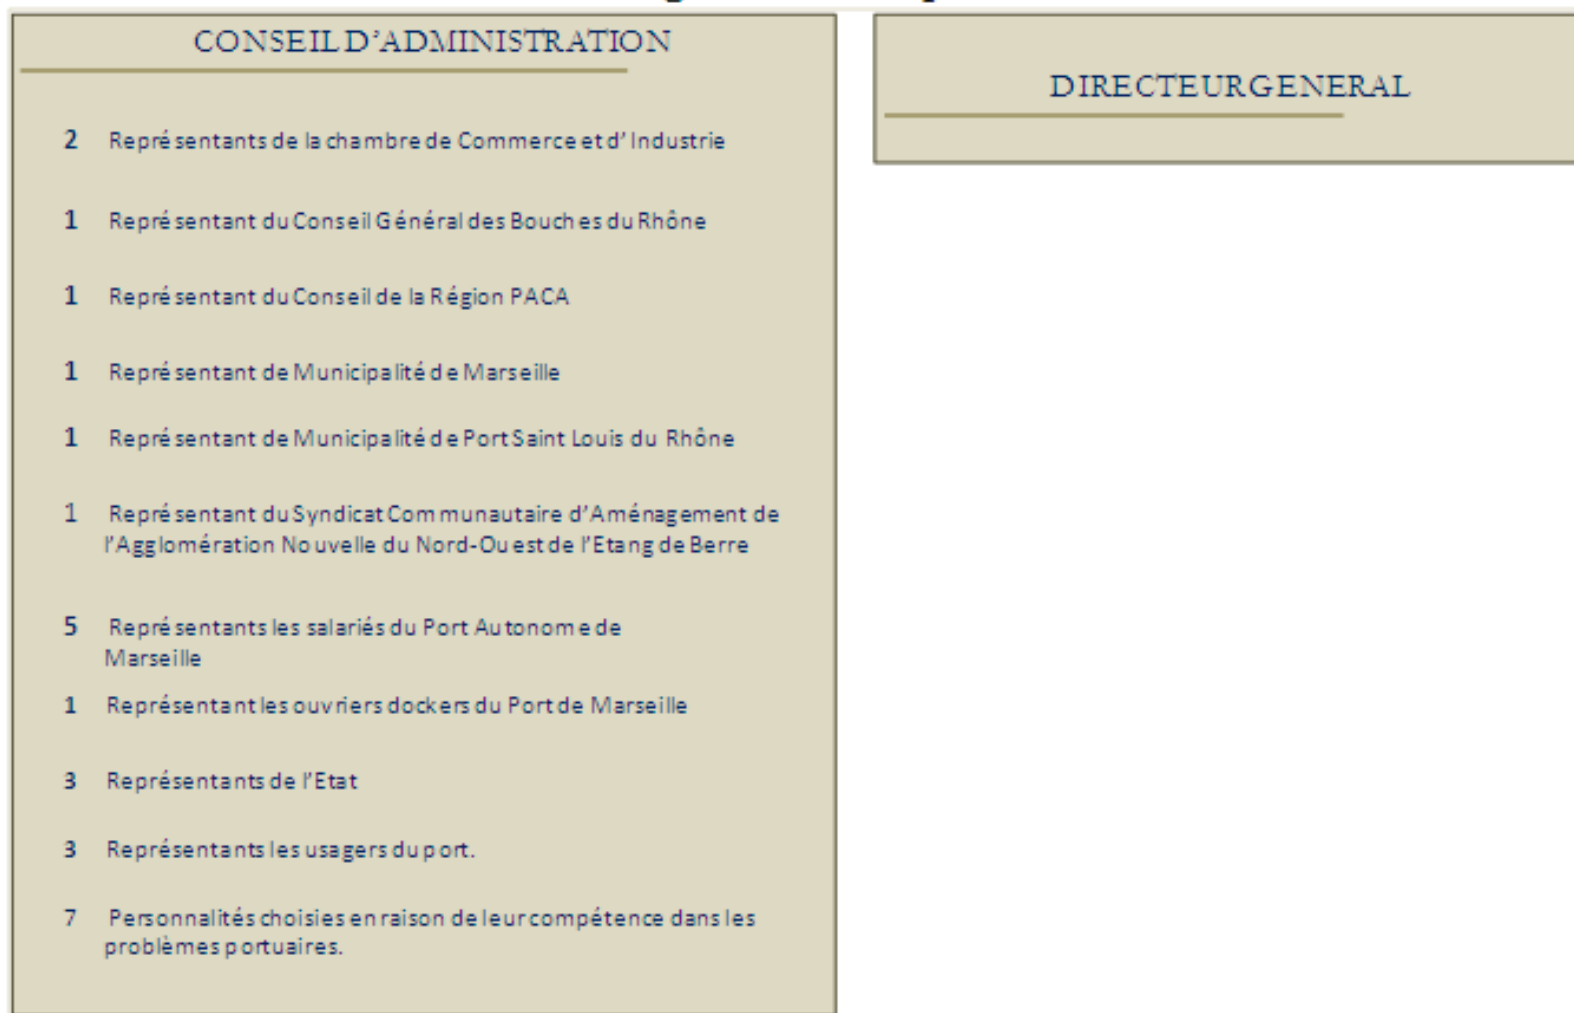 CONSEIL D'ADMINISTRATION
2 Représentants de la chambre de Commerce et d' Industrie
1 Représentant du Conseil Général des Bouches du Rhône
1 Représentant du Conseil de la Région PACA
1 Représentant de Municipalité de Marseille
1 Représentant de Municipalité de Port Saint Louis du Rhône
1 Représentant du Syndicat Communautaire d'Aménagement de
l'Agglomération Nouvelle du Nord-Ouest de l'Etang de Berre
5 Représentants les salariés du Port Autonome de
Marseille
1 Représentant les ouvriers dockers du Port de Marseille
3 Représentants de l'Etat
3 Représentants les usagers du port.
7 Personnalités choisies en raison de leur compétence dans les
problèmes portuaires.
DIRECTEUR GENERAL